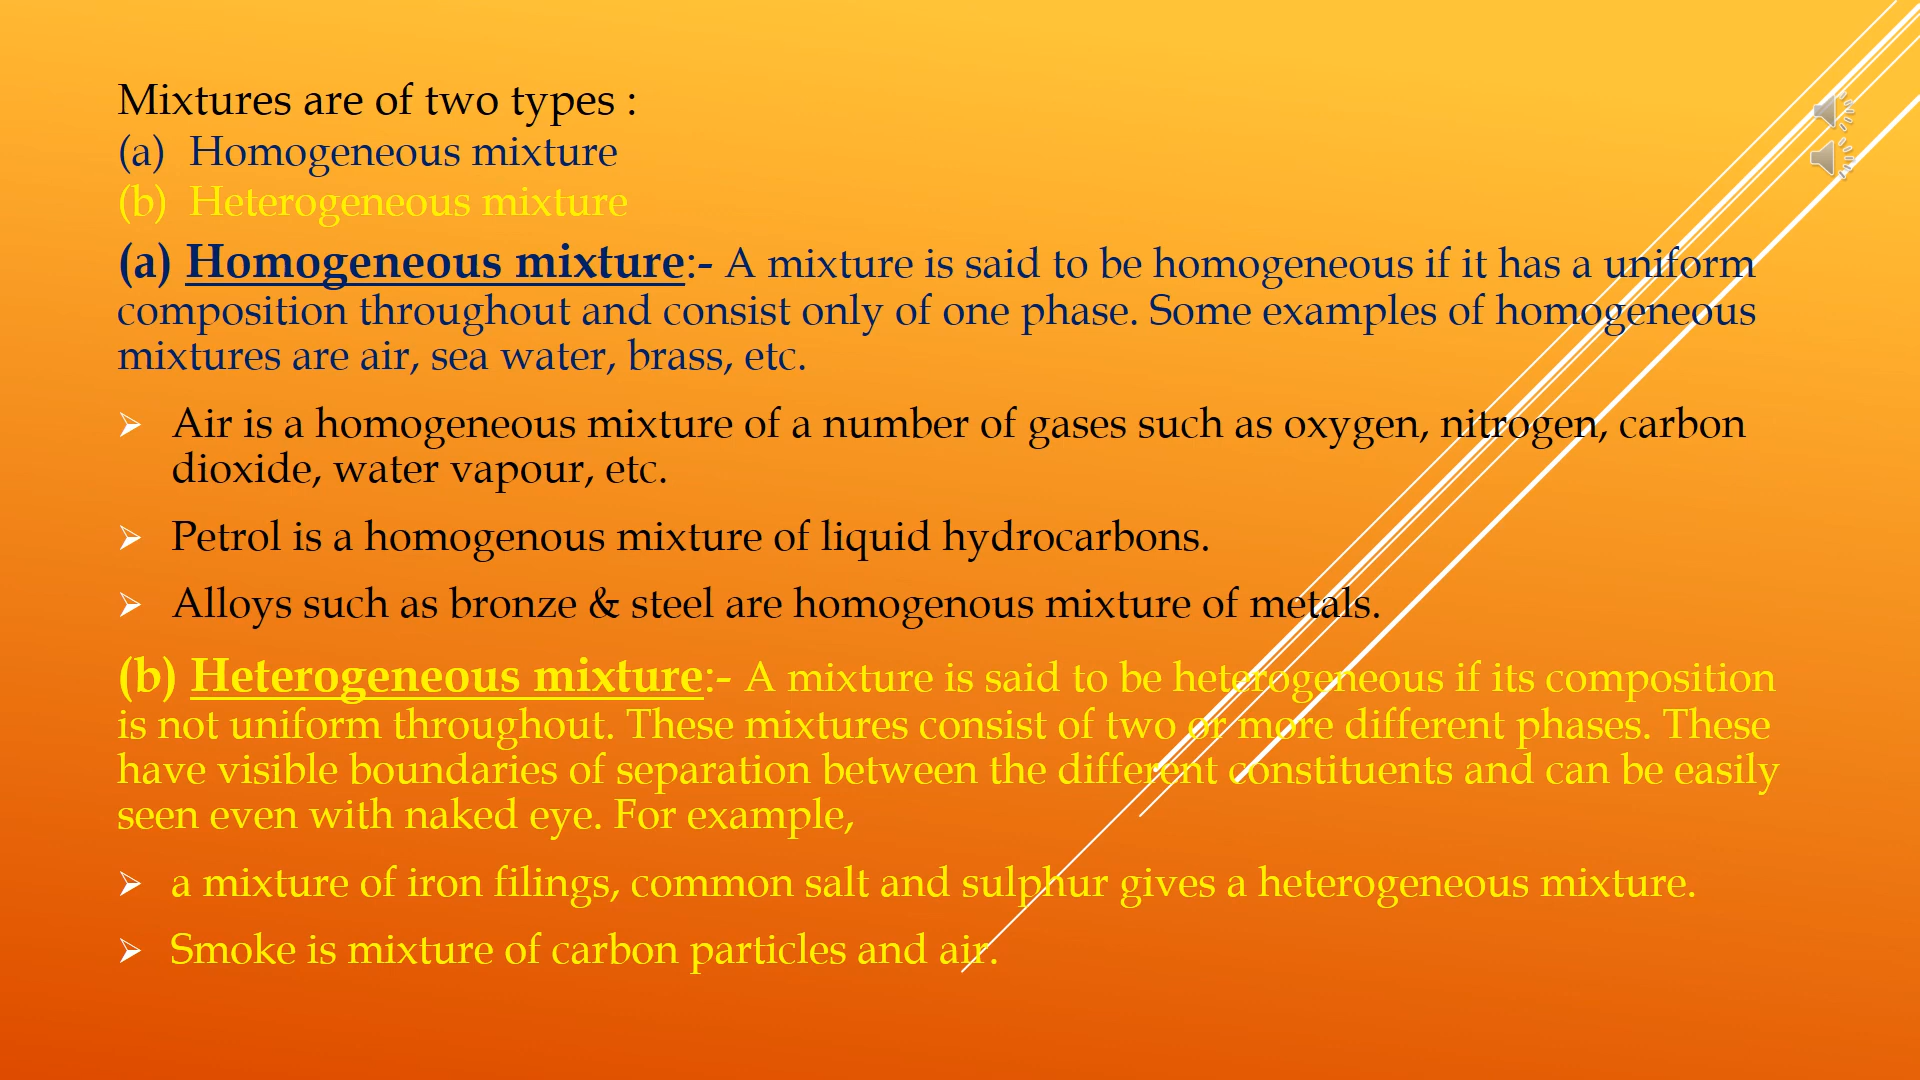 Mixtures are of two types :
(a) Homogeneous mixture
(b) Heterogeneous mixture
(a) Homogeneous mixture:- A mixture is said to be homogeneous if it has a uniform
composition throughout and consist only of one phase. Some examples of homogeneous
mixtures are air, sea water, brass, etc.
➢ Air is a homogeneous mixture of a number of gases such as oxygen, nitrogen, carbon
dioxide, water vapour, etc.
➢ Petrol is a homogenous mixture of liquid hydrocarbons.
➢ Alloys such as bronze & steel are homogenous mixture of metals.
(b) Heterogeneous mixture:- A mixture is said to be heterogeneous if its composition
is not uniform throughout. These mixtures consist of two or more different phases. These
have visible boundaries of separation between the different constituents and can be easily
seen even with naked eye. For example,
➢ a mixture of iron filings, common salt and sulphur gives a heterogeneous mixture.
➢ Smoke is mixture of carbon particles and air.